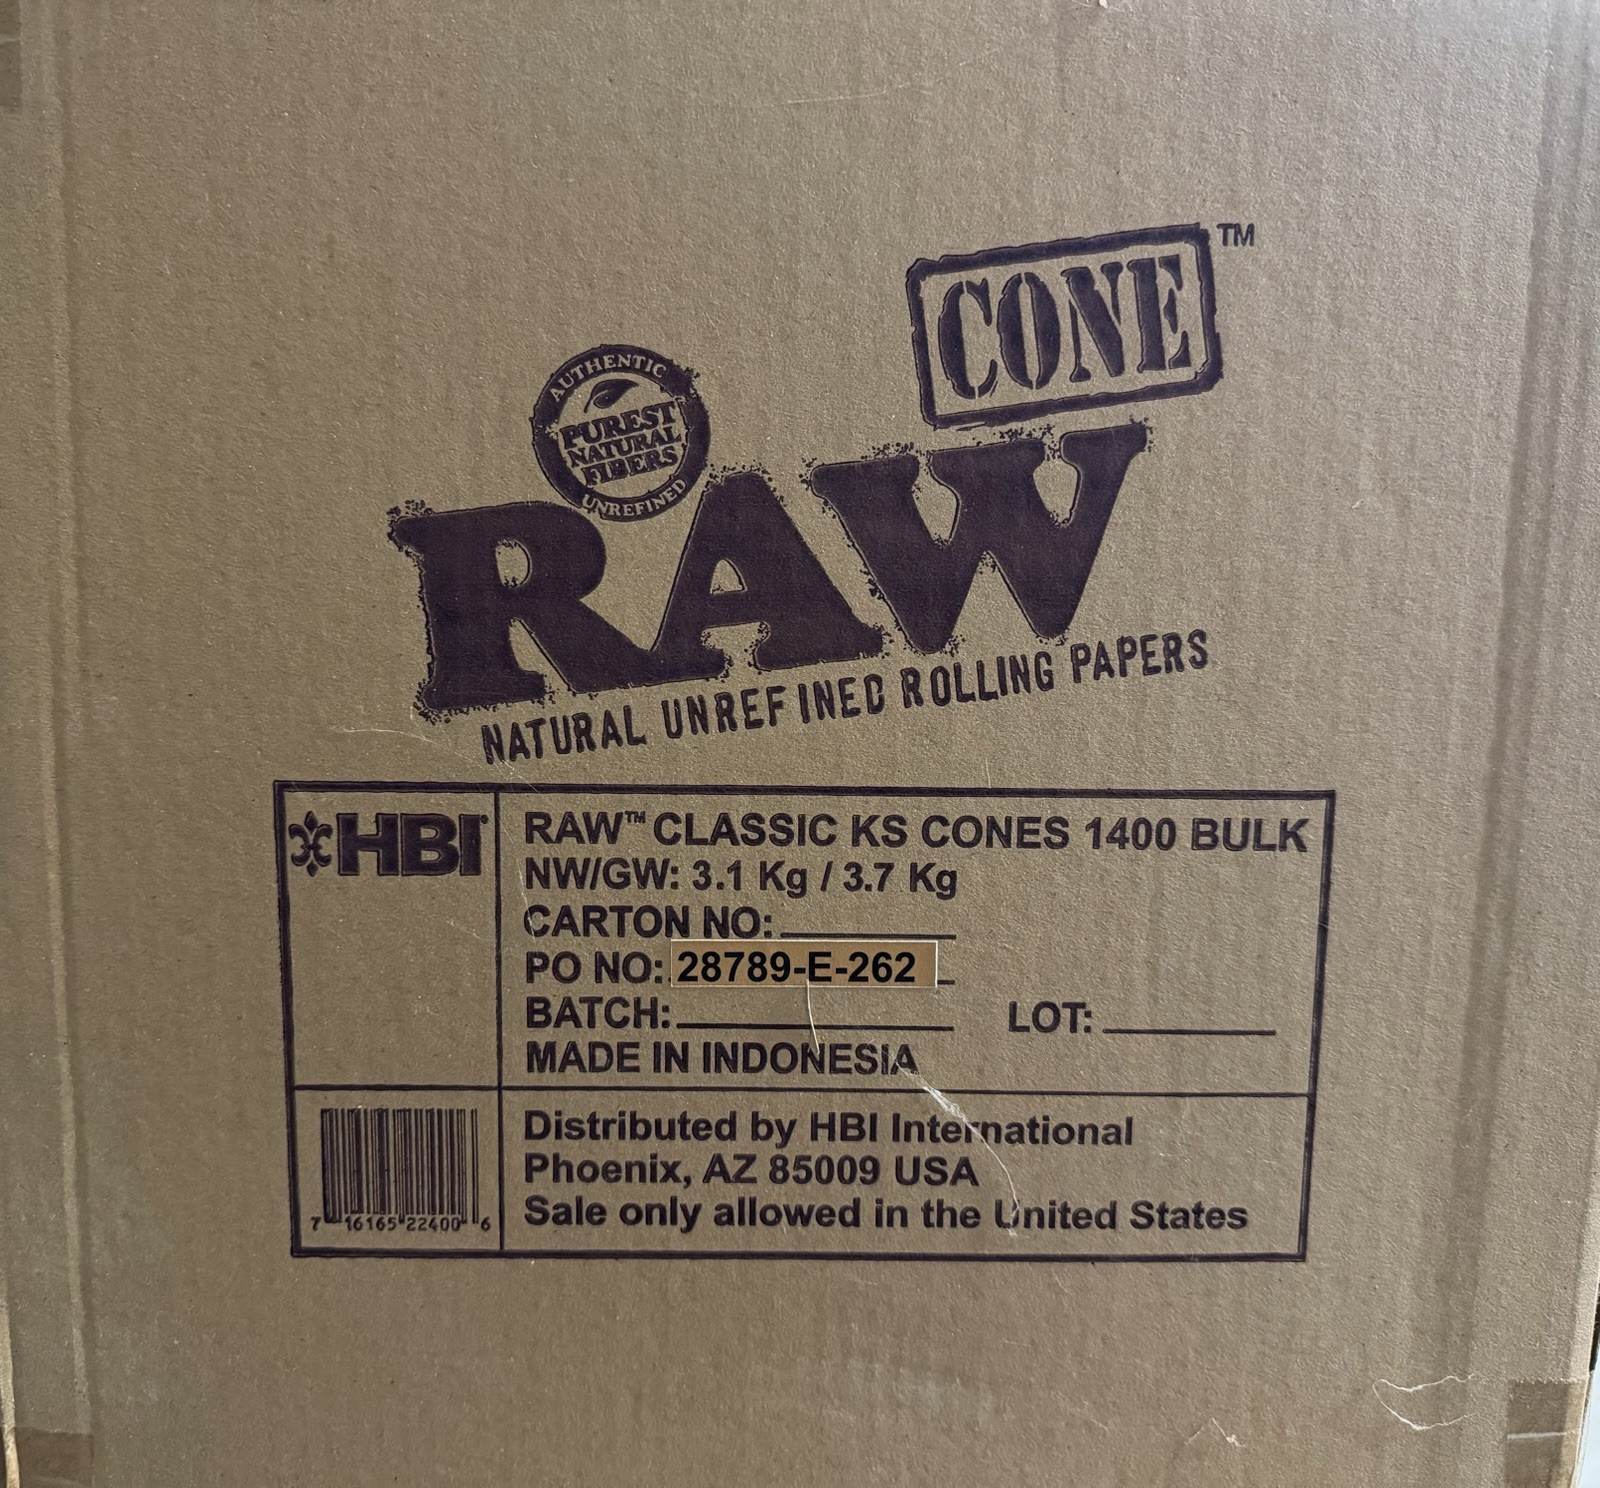 CONE™
AUTHENTIC
PUREST
NATURAL
FIBERS
UNREFINED
RAW
NATURAL UNREFINED ROLLING PAPERS
HBI
RAW™ CLASSIC KS CONES 1400 BULK
NW/GW: 3.1 Kg / 3.7 Kg
CARTON NO:
PO NO: 28789-E-262
BATCH: LOT:
MADE IN INDONESIA
7 16165 22400 6
Distributed by HBI International
Phoenix, AZ 85009 USA
Sale only allowed in the United States